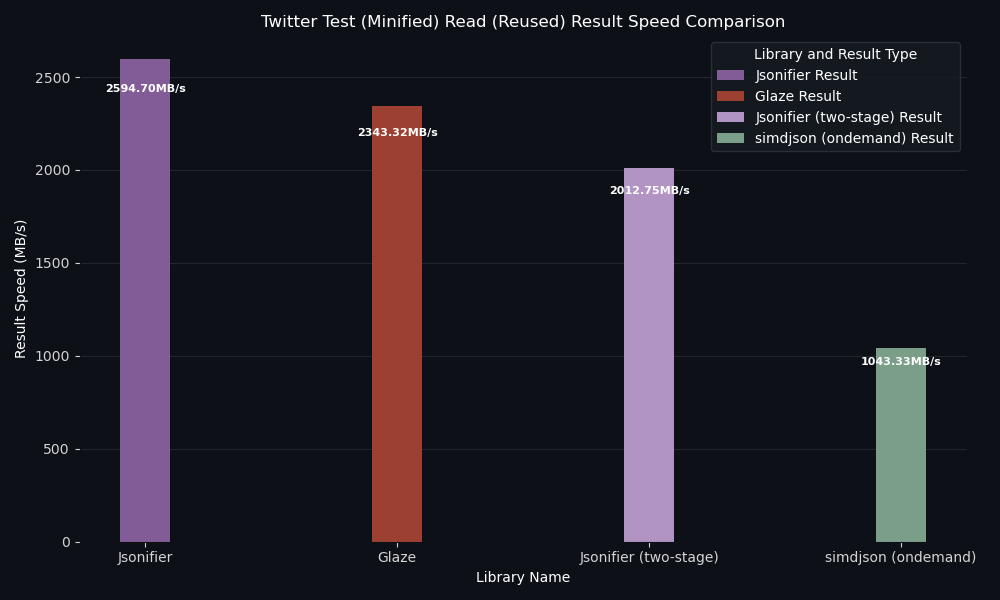 Twitter Test (Minified) Read (Reused) Result Speed Comparison
Library and Result Type
Jsonifier Result
Glaze Result
Jsonifier (two-stage) Result
simdjson (ondemand) Result
2594.70MB/s
2343.32MB/s
2012.75MB/s
1043.33MB/s
Result Speed (MB/s)
2500
2000
1500
1000
500
0
Jsonifier
Glaze
Jsonifier (two-stage)
simdjson (ondemand)
Library Name